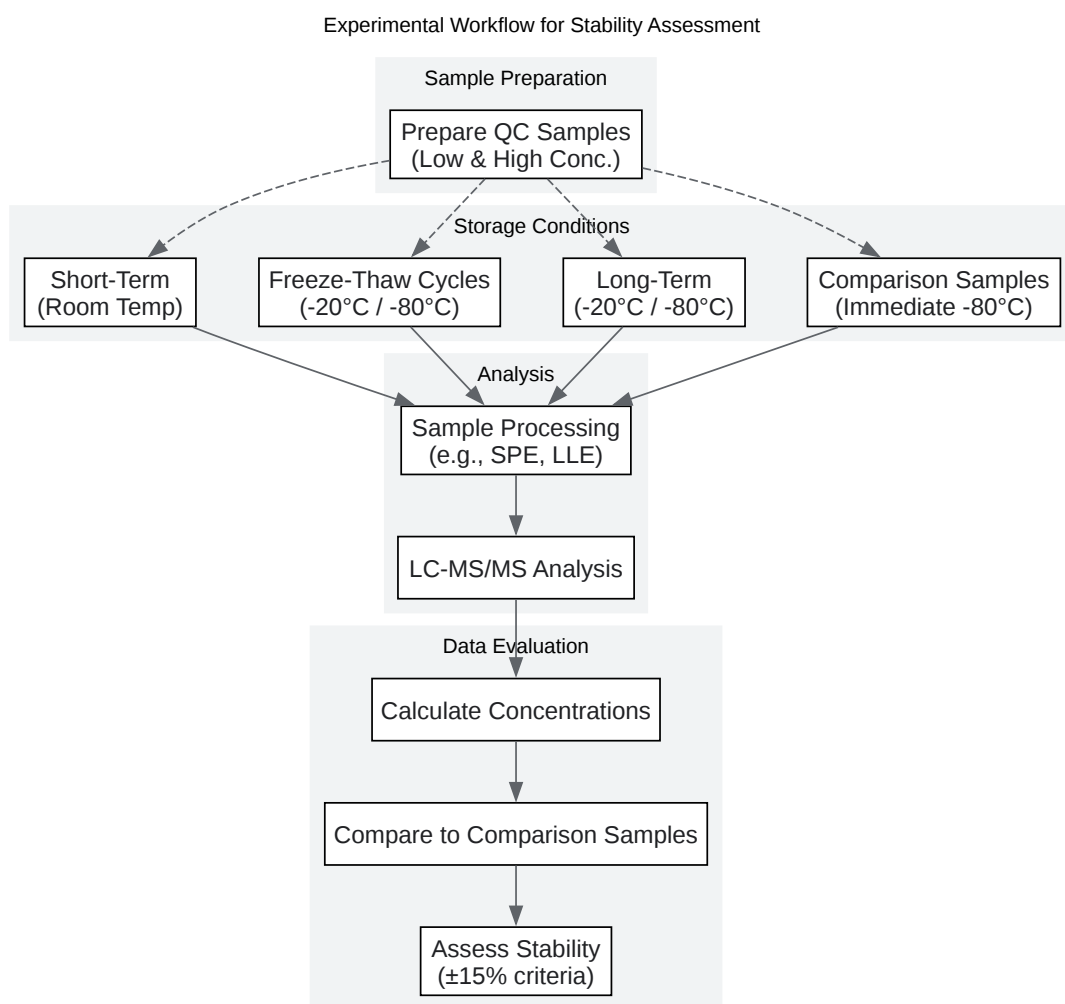 Experimental Workflow for Stability Assessment
Sample Preparation
Prepare QC Samples
(Low & High Conc.)
Storage Conditions
Short-Term
(Room Temp)
Freeze-Thaw Cycles
(-20°C / -80°C)
Long-Term
(-20°C / -80°C)
Comparison Samples
(Immediate -80°C)
Analysis
Sample Processing
(e.g., SPE, LLE)
LC-MS/MS Analysis
Data Evaluation
Calculate Concentrations
Compare to Comparison Samples
Assess Stability
(±15% criteria)